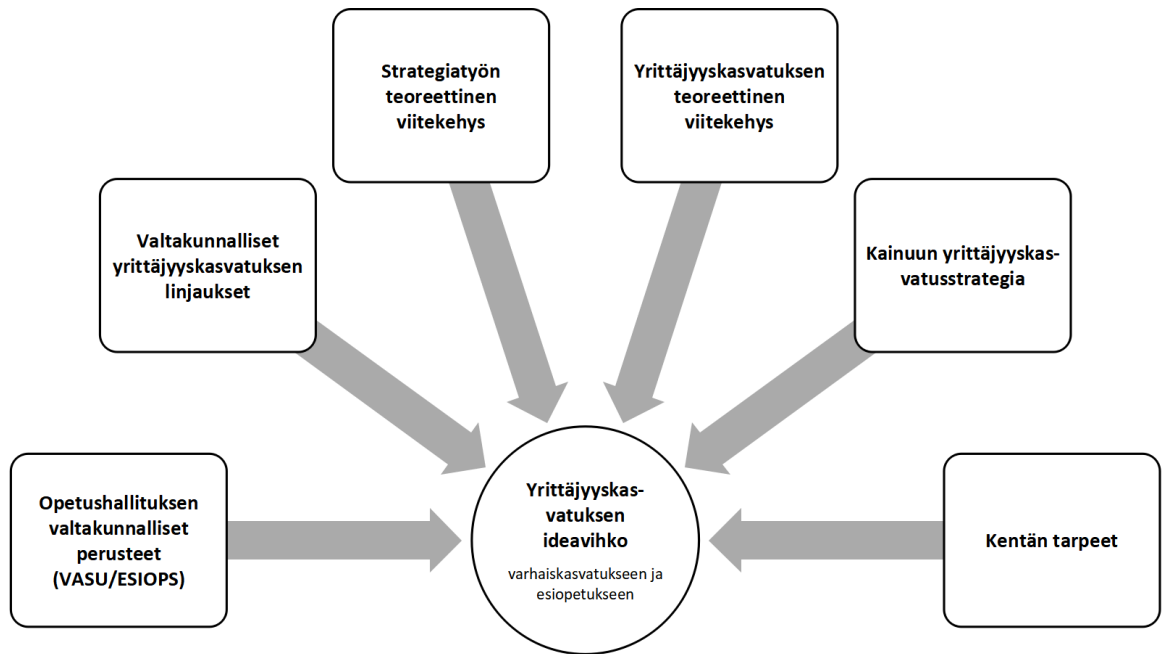 Strategiatyön
teoreettinen
viitekehys
Yrittäjyyskasvatuksen
teoreettinen
viitekehys
Valtakunnalliset
yrittäjyyskasvatuksen
linjaukset
Kainuun yrittäjyyskas-
vatusstrategia
Opetushallituksen
valtakunnalliset
perusteet
(VASU/ESIOPS)
Yrittäjyyskas-
vatuksen
ideavihko
varhaiskasvatukseen ja
esiopetukseen
Kentän tarpeet